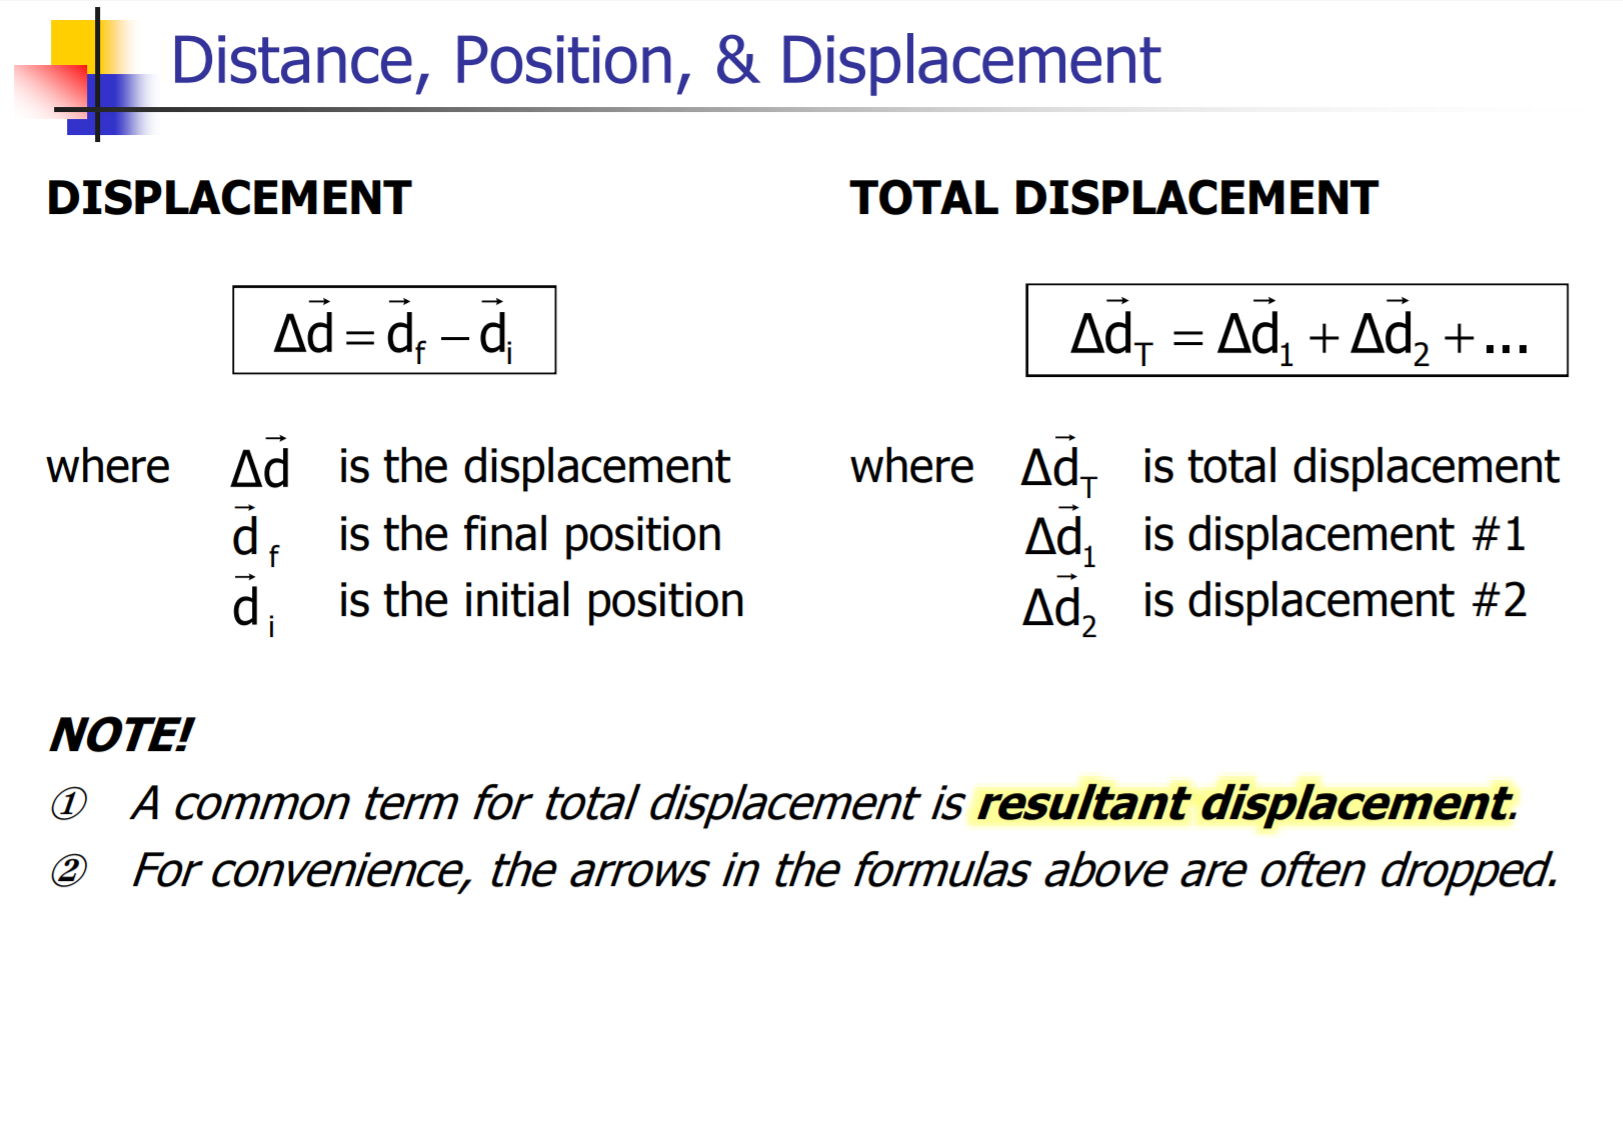 Distance, Position, & Displacement
DISPLACEMENT
Δd⃗ = d⃗f − d⃗i
where Δd⃗ is the displacement
d⃗f is the final position
d⃗i is the initial position
TOTAL DISPLACEMENT
Δd⃗T = Δd⃗1 + Δd⃗2 + ...
where Δd⃗T is total displacement
Δd⃗1 is displacement #1
Δd⃗2 is displacement #2
NOTE!
① A common term for total displacement is resultant displacement.
② For convenience, the arrows in the formulas above are often dropped.